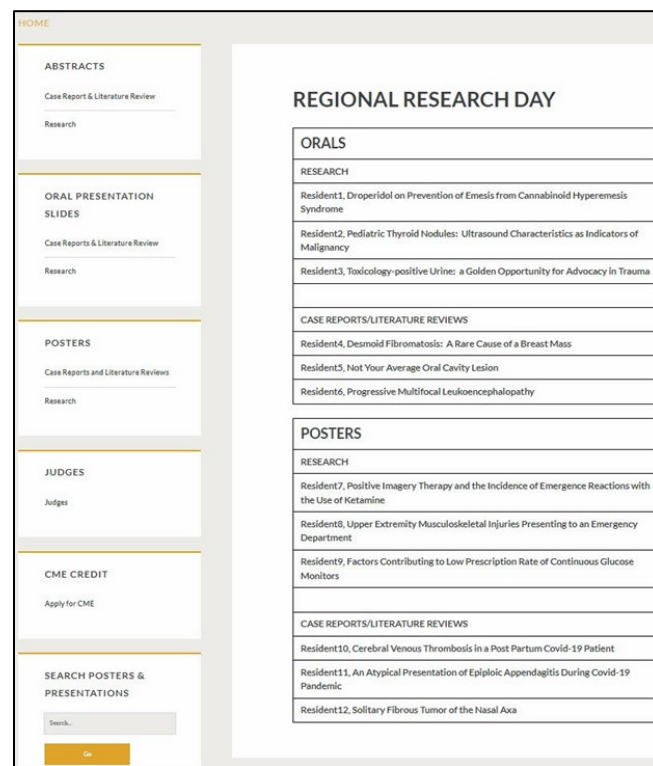 HOME
ABSTRACTS
Case Report & Literature Review
Research
ORAL PRESENTATION
SLIDES
Case Reports & Literature Review
Research
POSTERS
Case Reports and Literature Reviews
Research
JUDGES
Judges
CME CREDIT
Apply for CME
SEARCH POSTERS &
PRESENTATIONS
Search...
Go
REGIONAL RESEARCH DAY
ORALS
RESEARCH
Resident1, Droperidol on Prevention of Emesis from Cannabinoid Hyperemesis
Syndrome
Resident2, Pediatric Thyroid Nodules: Ultrasound Characteristics as Indicators of
Malignancy
Resident3, Toxicology-positive Urine: a Golden Opportunity for Advocacy in Trauma
CASE REPORTS/LITERATURE REVIEWS
Resident4, Desmoid Fibromatosis: A Rare Cause of a Breast Mass
Resident5, Not Your Average Oral Cavity Lesion
Resident6, Progressive Multifocal Leukoencephalopathy
POSTERS
RESEARCH
Resident7, Positive Imagery Therapy and the Incidence of Emergence Reactions with
the Use of Ketamine
Resident8, Upper Extremity Musculoskeletal Injuries Presenting to an Emergency
Department
Resident9, Factors Contributing to Low Prescription Rate of Continuous Glucose
Monitors
CASE REPORTS/LITERATURE REVIEWS
Resident10, Cerebral Venous Thrombosis in a Post Partum Covid-19 Patient
Resident11, An Atypical Presentation of Epiploic Appendagitis During Covid-19
Pandemic
Resident12, Solitary Fibrous Tumor of the Nasal Axa